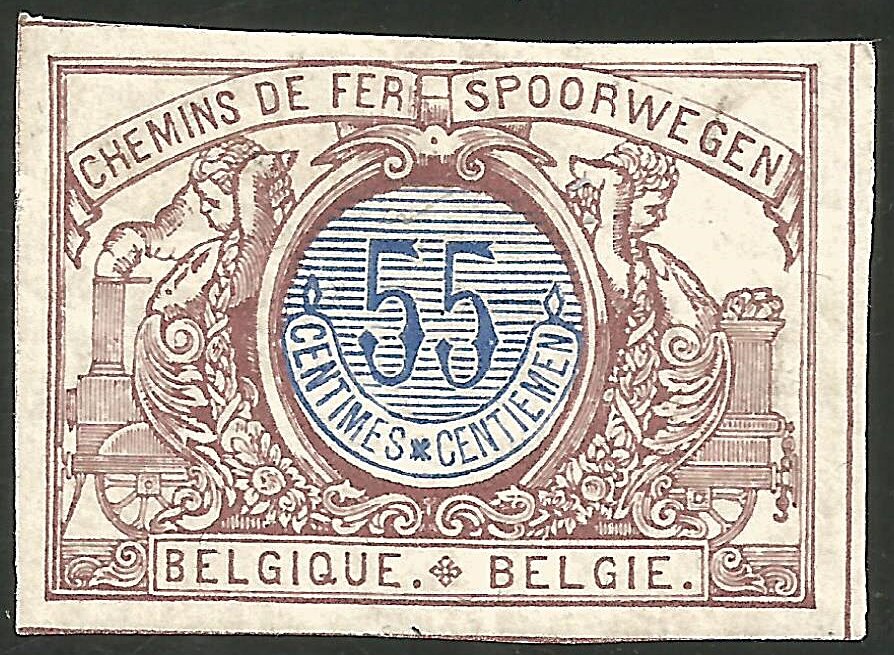 CHEMINS DE FER SPOORWEGEN
55
CENTIMES * CENTIEMEN
BELGIQUE. BELGIE.